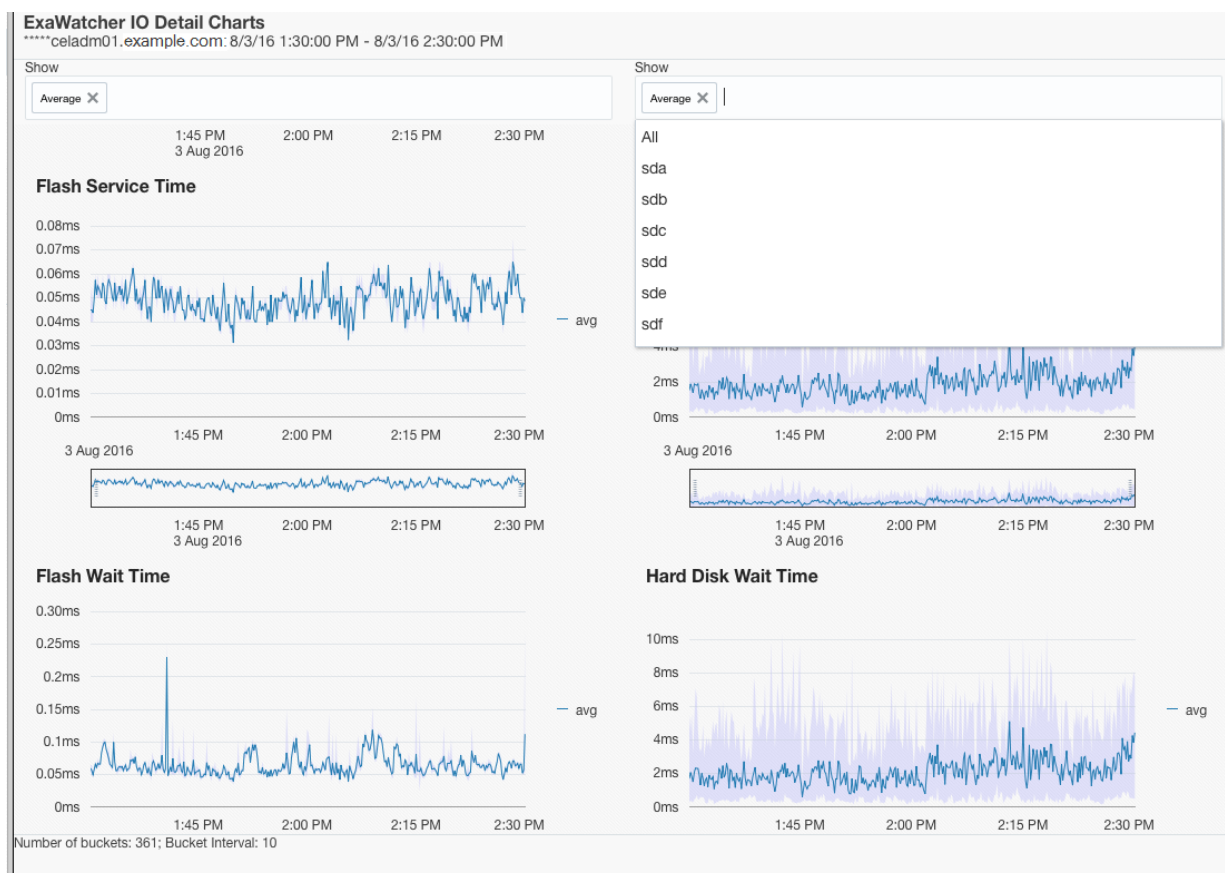 ExaWatcher IO Detail Charts
*****celadm01.example.com: 8/3/16 1:30:00 PM - 8/3/16 2:30:00 PM
Show
Average ✕
1:45 PM 2:00 PM 2:15 PM 2:30 PM
3 Aug 2016
Flash Service Time
0.08ms
0.07ms
0.06ms
0.05ms
0.04ms
0.03ms
0.02ms
0.01ms
0ms
avg
1:45 PM 2:00 PM 2:15 PM 2:30 PM
3 Aug 2016
1:45 PM 2:00 PM 2:15 PM 2:30 PM
3 Aug 2016
Flash Wait Time
0.30ms
0.25ms
0.2ms
0.15ms
0.1ms
0.05ms
0ms
avg
1:45 PM 2:00 PM 2:15 PM 2:30 PM
Show
Average ✕
All
sda
sdb
sdc
sdd
sde
sdf
4ms
2ms
0ms
1:45 PM 2:00 PM 2:15 PM 2:30 PM
3 Aug 2016
1:45 PM 2:00 PM 2:15 PM 2:30 PM
3 Aug 2016
Hard Disk Wait Time
10ms
8ms
6ms
4ms
2ms
0ms
avg
1:45 PM 2:00 PM 2:15 PM 2:30 PM
Number of buckets: 361; Bucket Interval: 10